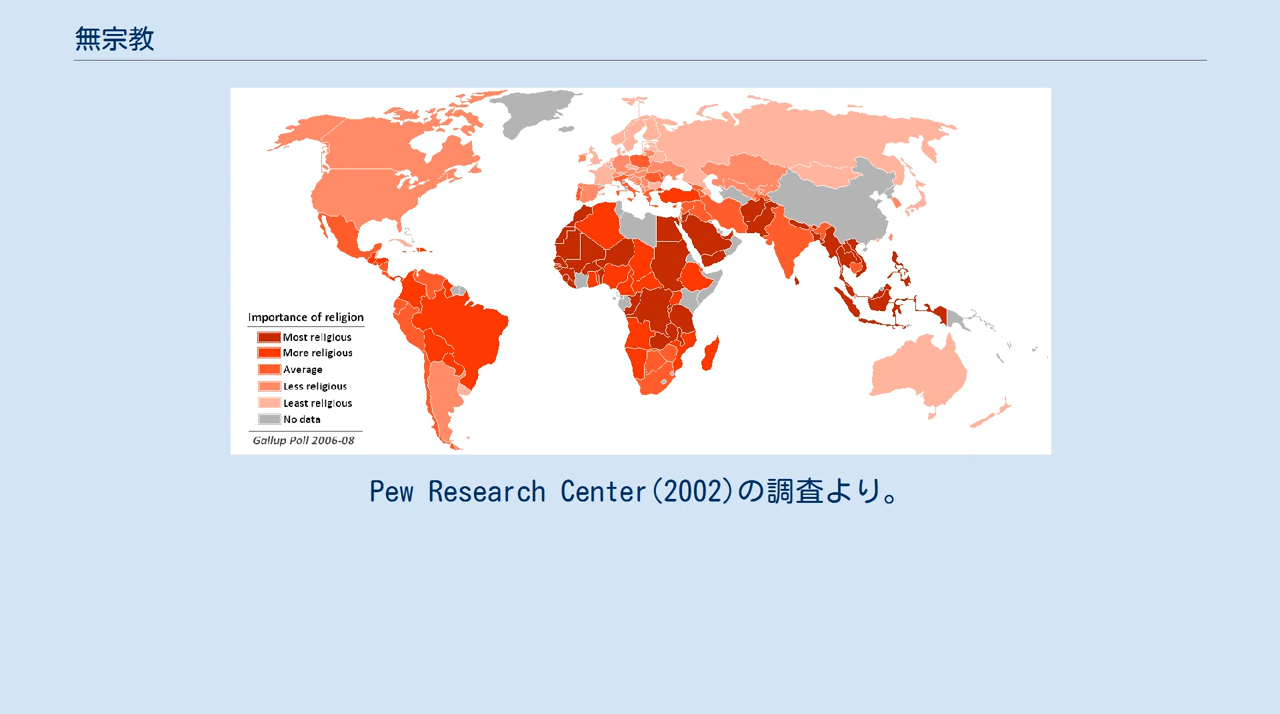 無宗教
Importance of religion
Most religious
More religious
Average
Less religious
Least religious
No data
Gallup Poll 2006-08
Pew Research Center(2002)の調査より。